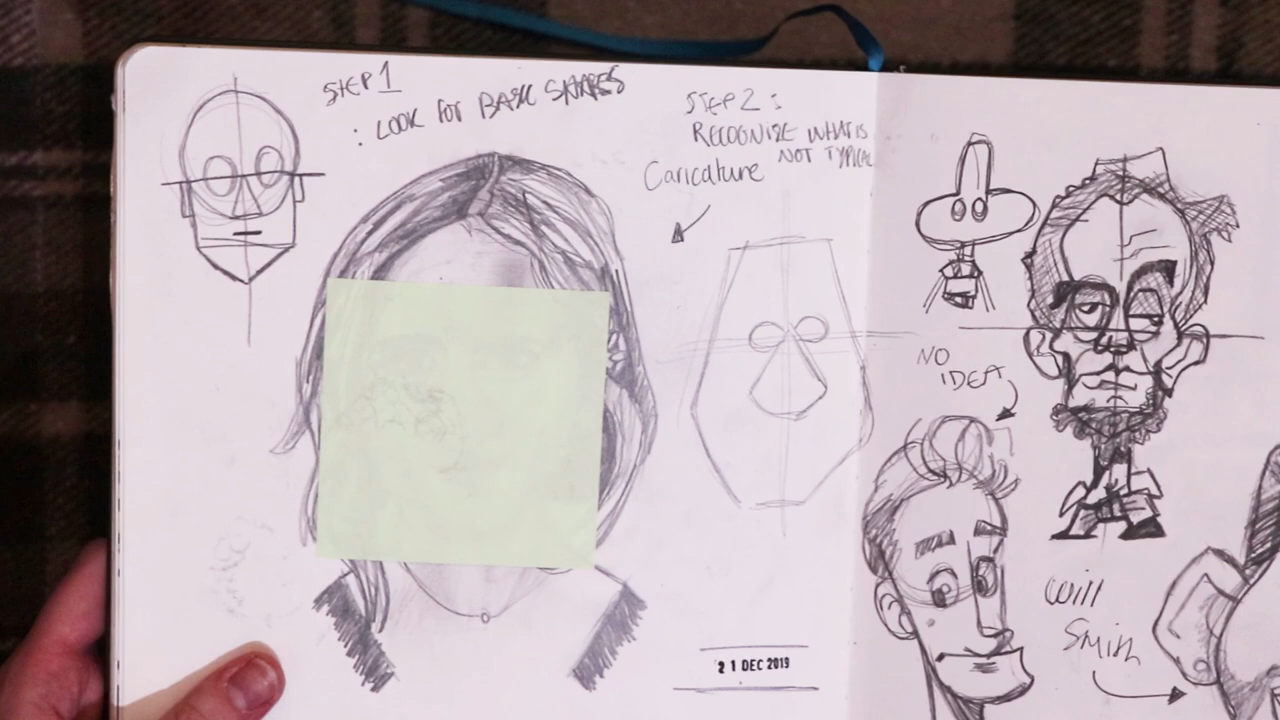 STEP 1
: LOOK FOR BASIC SHAPES
STEP 2 :
RECOGNIZE WHAT IS
NOT TYPICAL
Caricature
21 DEC 2019
NO
IDEA
Will
Smith